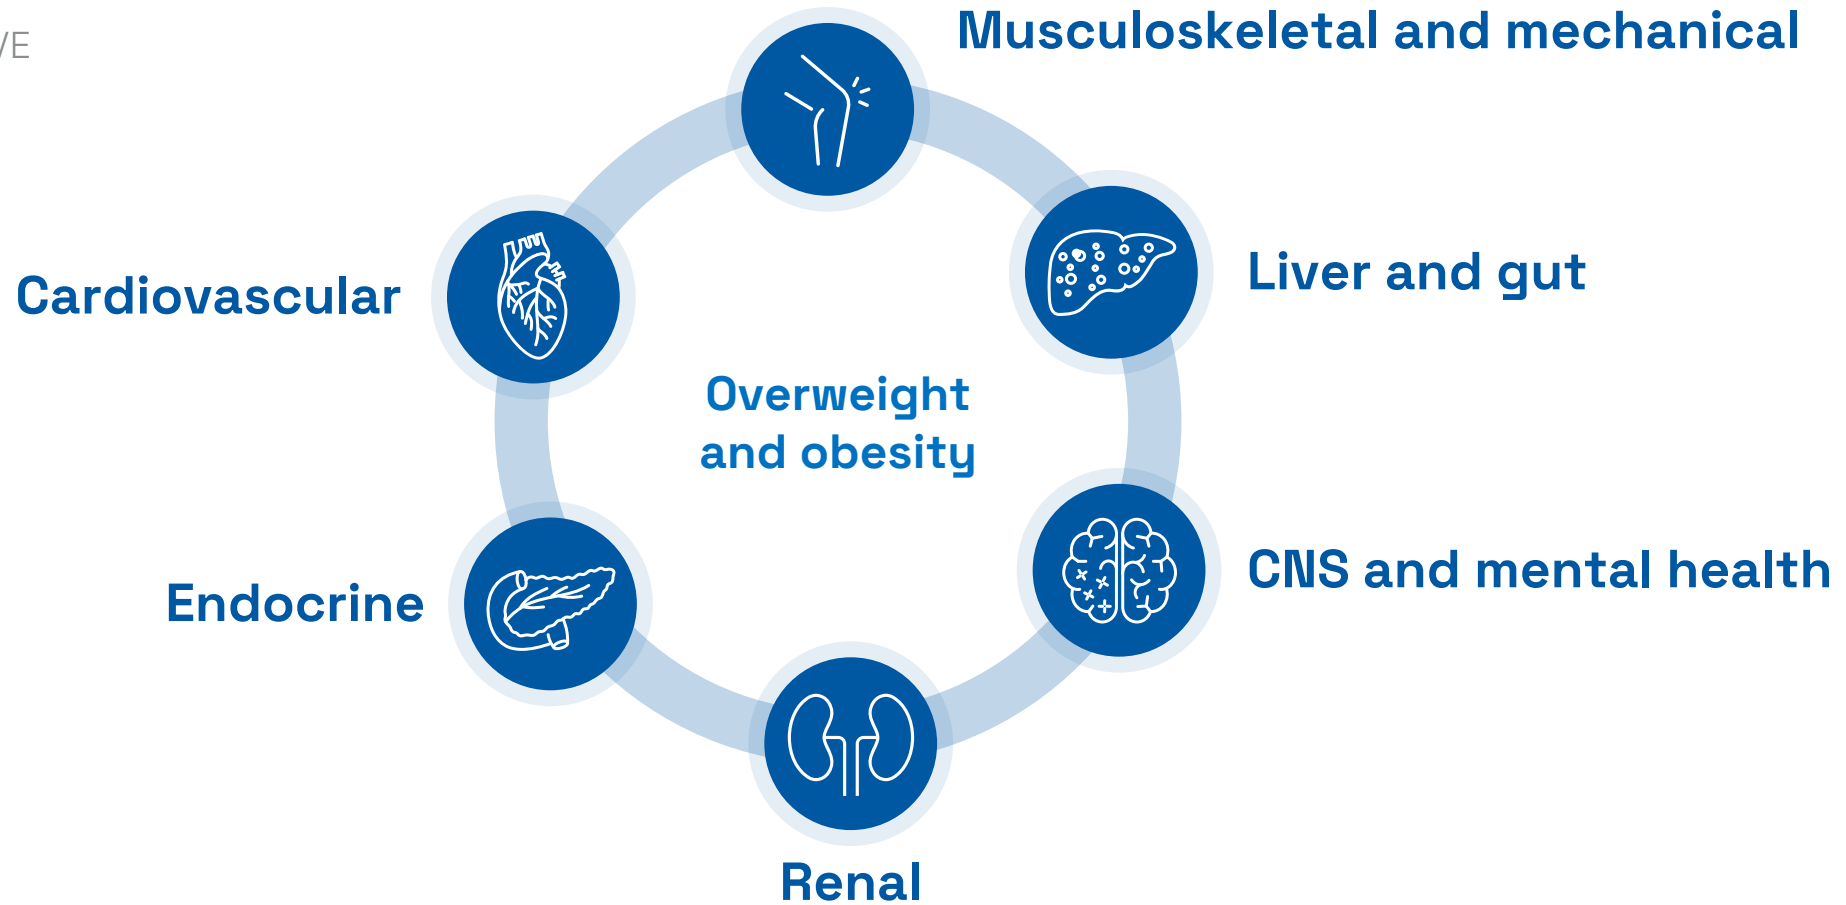 Musculoskeletal and mechanical
Cardiovascular
Liver and gut
Overweight
and obesity
Endocrine
CNS and mental health
Renal